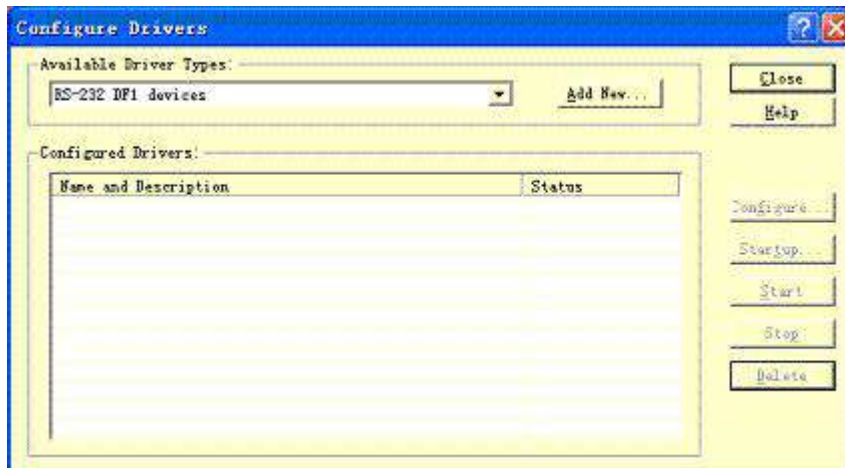 Configure Drivers
Available Driver Types:
RS-232 DF1 devices
Add New...
Close
Help
Configured Drivers:
Name and Description
Status
Configure...
Startup...
Start
Stop
Delete